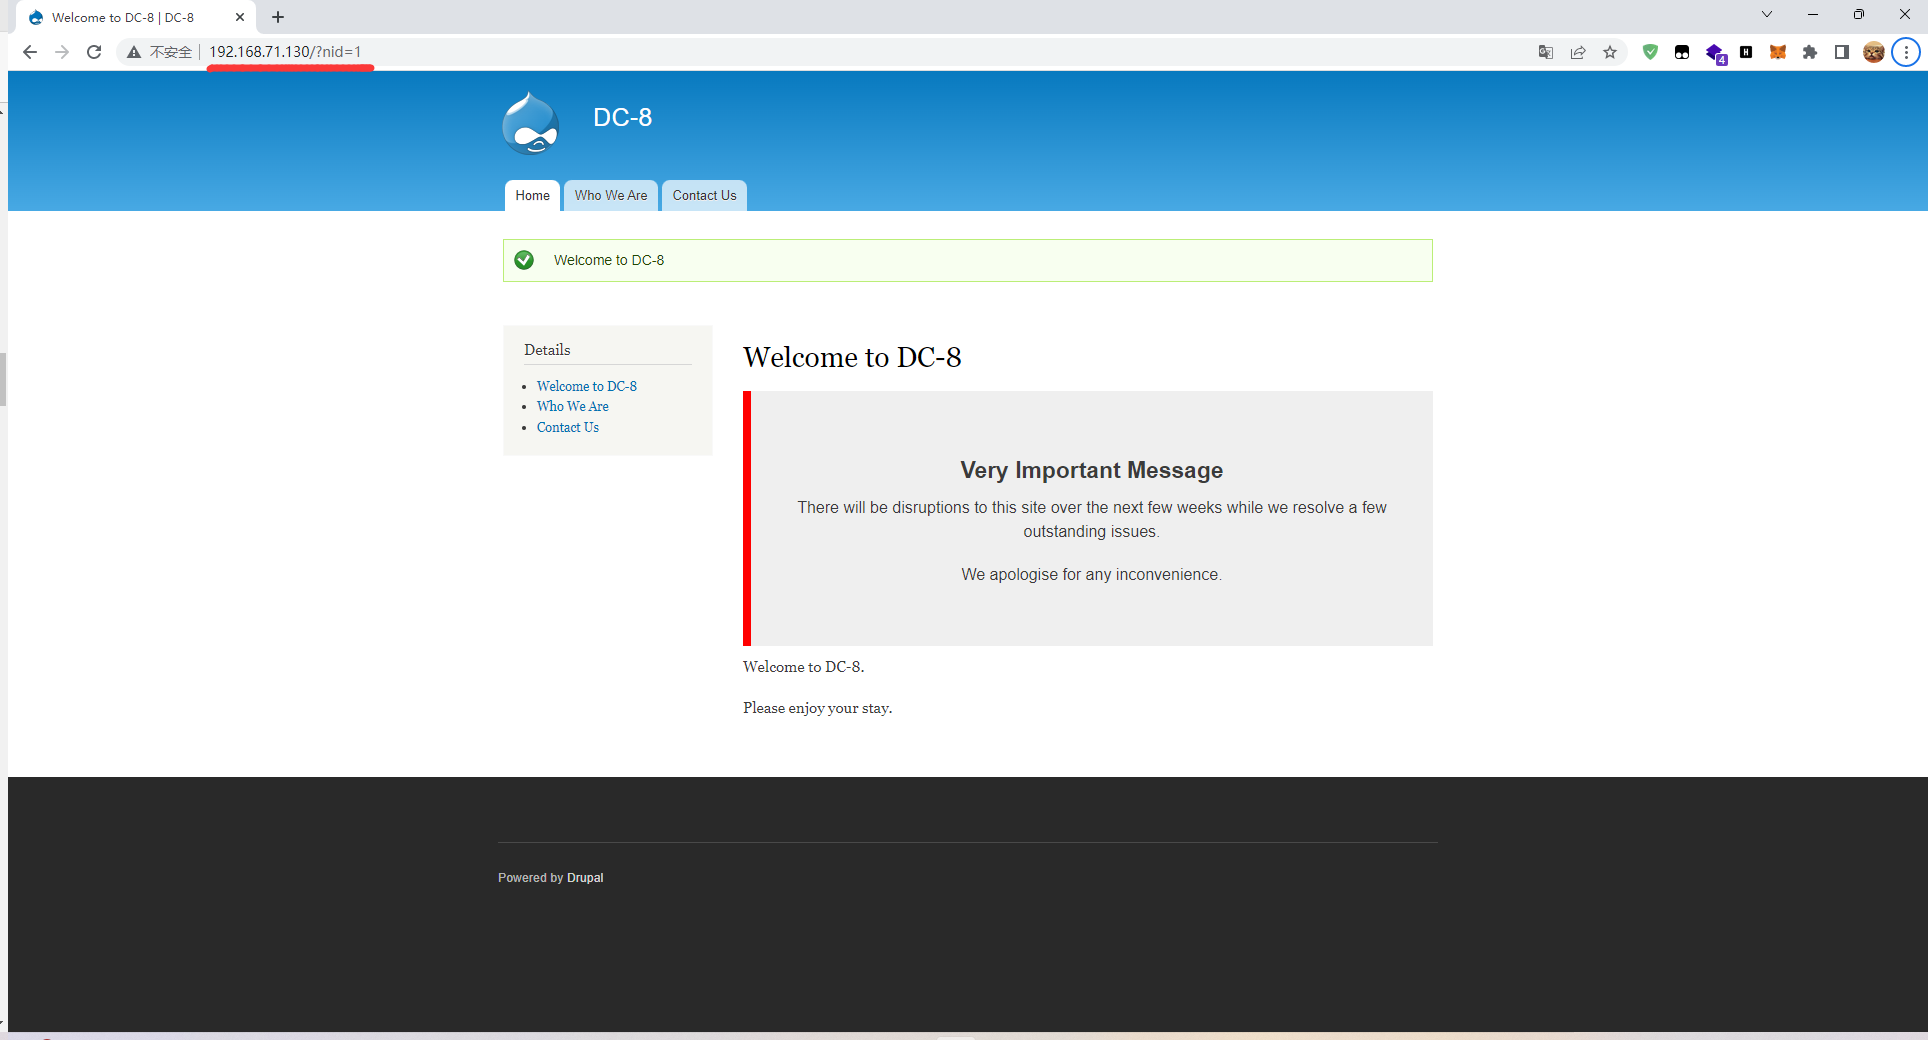 Welcome to DC-8 | DC-8
不安全
192.168.71.130/?nid=1
4
H
DC-8
Home
Who We Are
Contact Us
Welcome to DC-8
Details
Welcome to DC-8
Who We Are
Contact Us
Welcome to DC-8
Very Important Message
There will be disruptions to this site over the next few weeks while we resolve a few
outstanding issues.
We apologise for any inconvenience.
Welcome to DC-8.
Please enjoy your stay.
Powered by Drupal